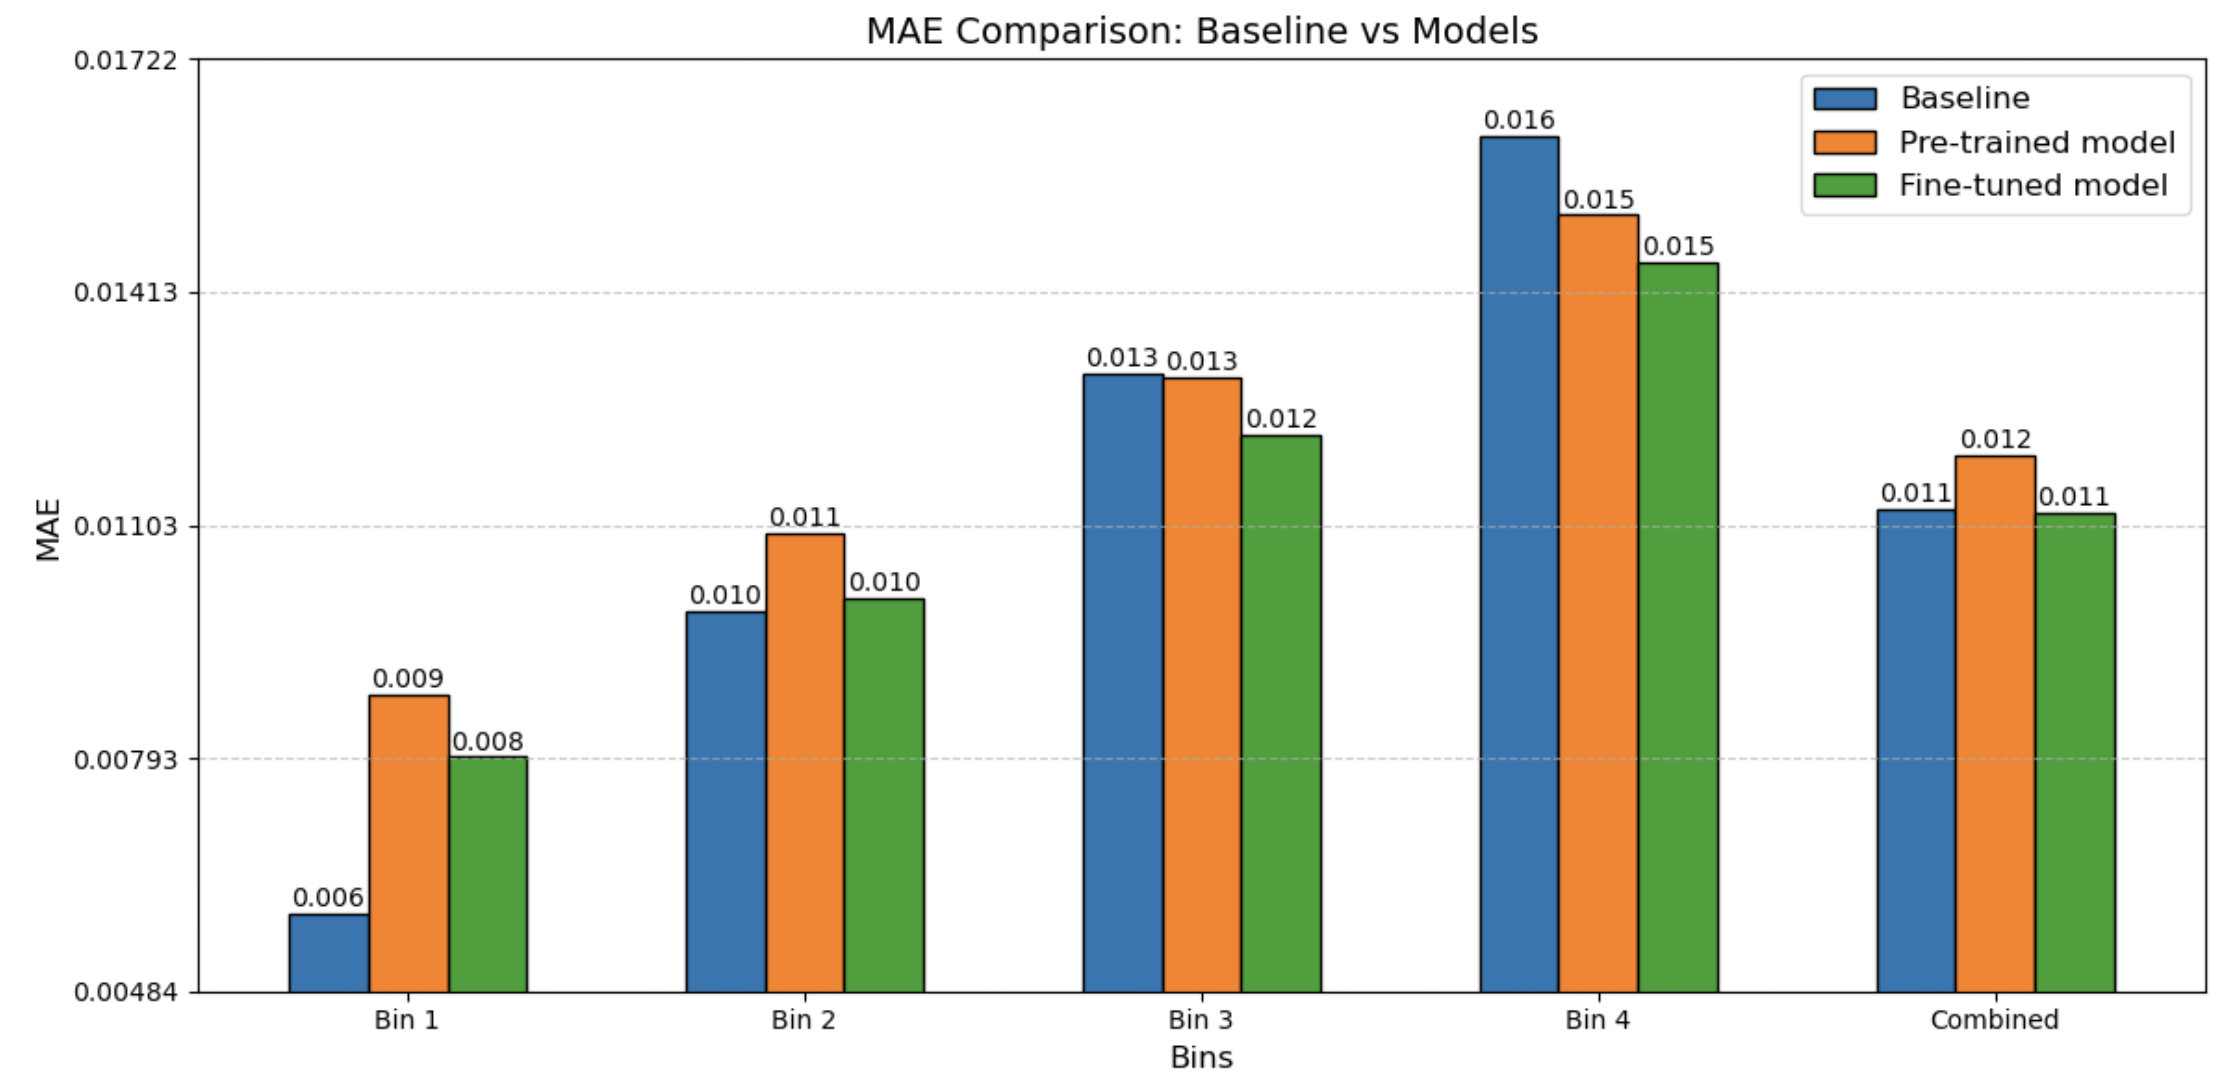 MAE Comparison: Baseline vs Models
0.01722
0.01413
0.01103
0.00793
0.00484
MAE
Baseline
Pre-trained model
Fine-tuned model
0.006
0.009
0.008
0.010
0.011
0.010
0.013
0.013
0.012
0.016
0.015
0.015
0.011
0.012
0.011
Bin 1
Bin 2
Bin 3
Bin 4
Combined
Bins